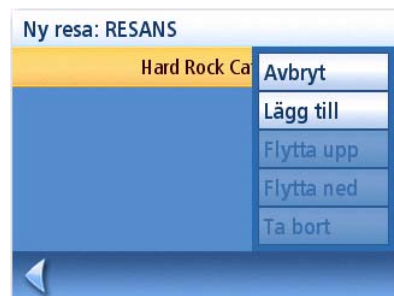 Ny resa: RESANS
Hard Rock Ca
Avbryt
Lägg till
Flytta upp
Flytta ned
Ta bort